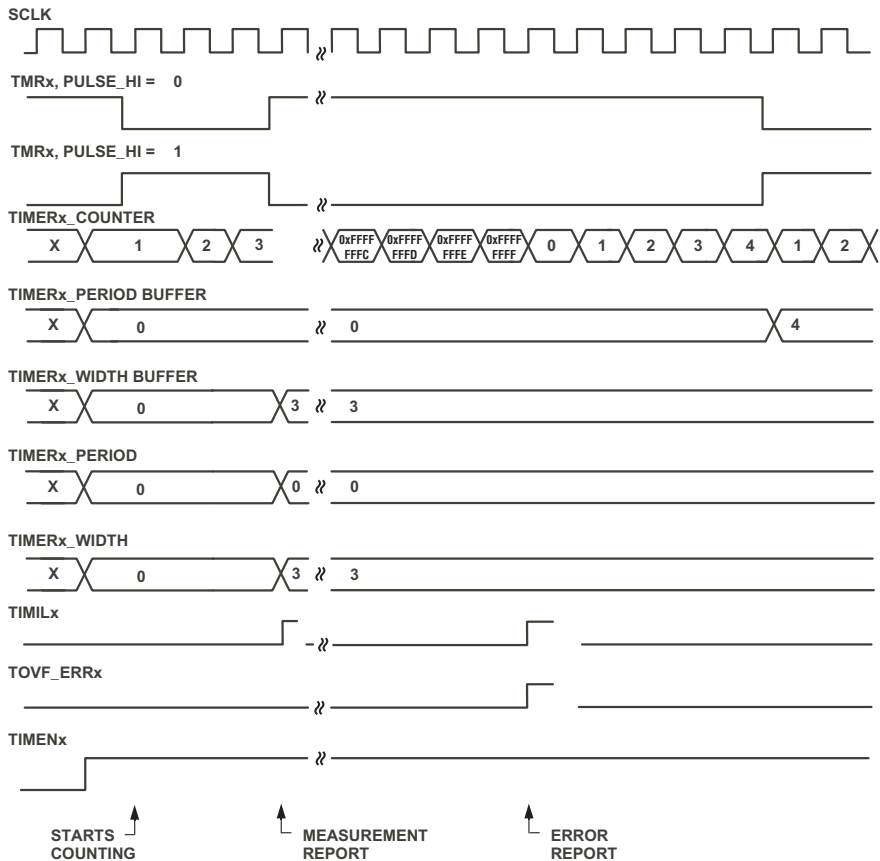 SCLK
TMRx, PULSE_HI = 0
TMRx, PULSE_HI = 1
TIMERx_COUNTER
X 1 2 3 0xFFFF 0xFFFF 0xFFFF 0xFFFF 0 1 2 3 4 1 2
FFFC FFFD FFFE FFFF
TIMERx_PERIOD BUFFER
X 0 0 4
TIMERx_WIDTH BUFFER
X 0 3 3
TIMERx_PERIOD
X 0 0 0
TIMERx_WIDTH
X 0 3 3
TIMILx
TOVF_ERRx
TIMENx
STARTS MEASUREMENT ERROR
COUNTING REPORT REPORT